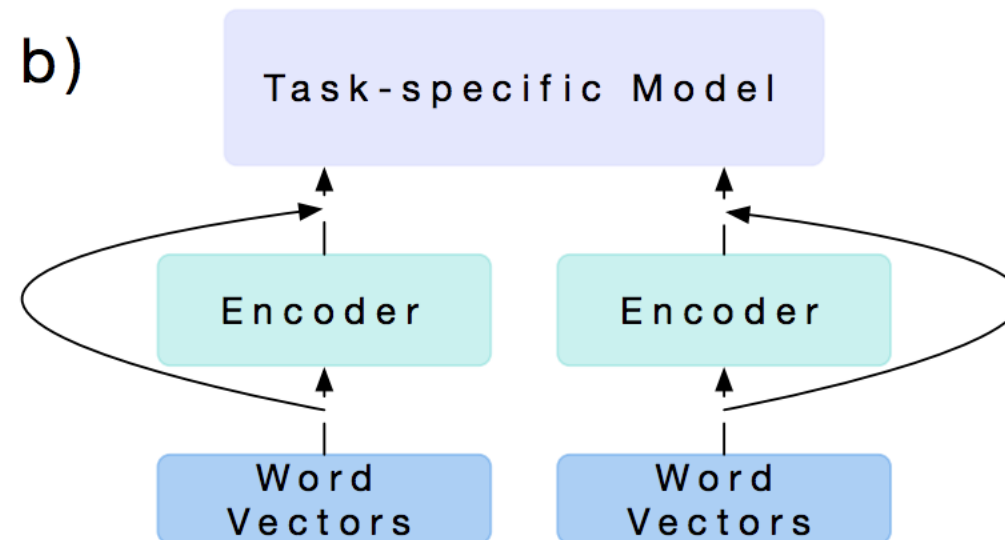 b)
Task-specific Model
Encoder
Encoder
Word
Vectors
Word
Vectors